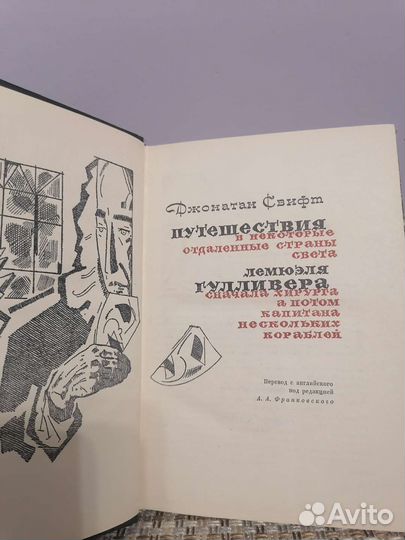 Джонатан Свифт
ПУТЕШЕСТВИЯ
В НЕКОТОРЫЕ
ОТДАЛЕННЫЕ СТРАНЫ
СВЕТА
ЛЕМЮЭЛЯ
ГУЛЛИВЕРА
СНАЧАЛА ХИРУРГА
А ПОТОМ
КАПИТАНА
НЕСКОЛЬКИХ
КОРАБЛЕЙ
Перевод с английского
под редакцией
А. А. Франковского
Avito